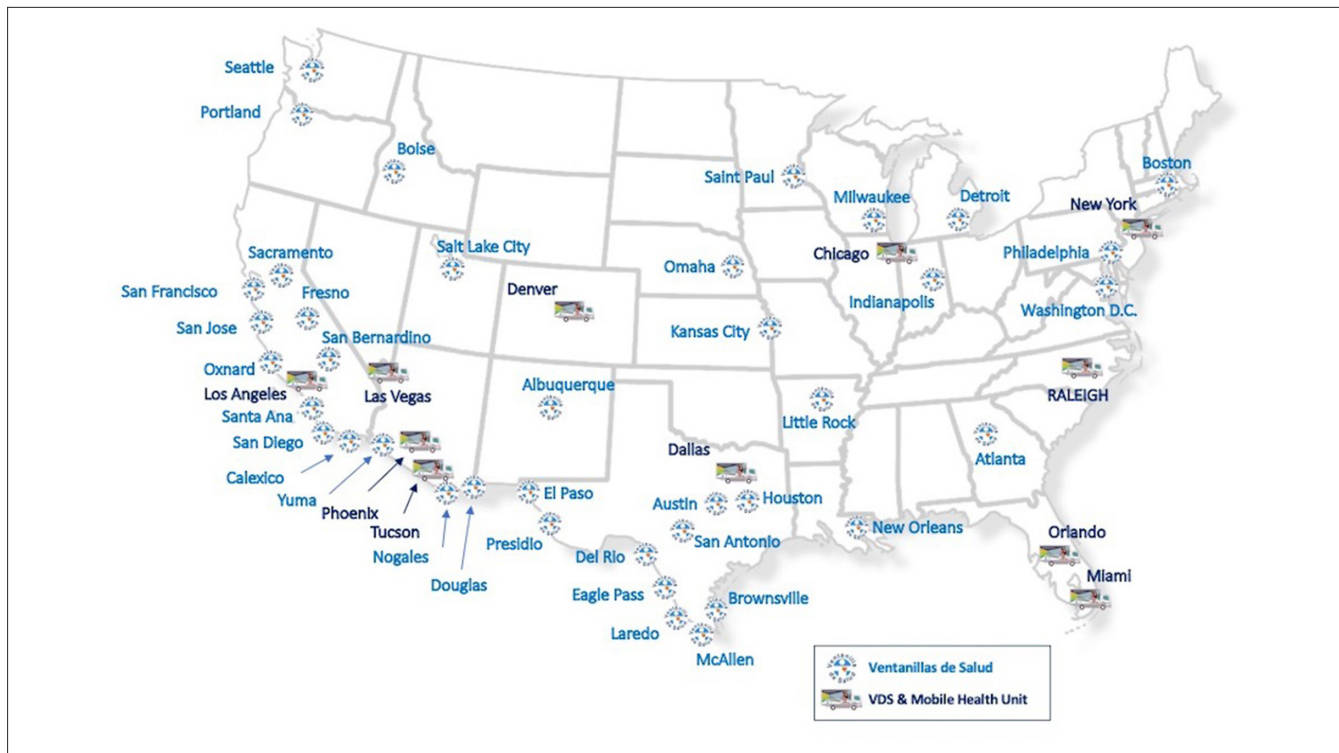 Seattle
Portland
Boise
Saint Paul
Milwaukee
Detroit
Boston
New York
Sacramento
Salt Lake City
Omaha
Chicago
Philadelphia
San Francisco
Fresno
Denver
Indianapolis
Washington D.C.
San Jose
San Bernardino
Kansas City
Oxnard
Los Angeles
Las Vegas
Albuquerque
Little Rock
RALEIGH
Santa Ana
San Diego
Dallas
Atlanta
Calexico
Yuma
Phoenix
Tucson
Nogales
Douglas
El Paso
Presidio
Austin
Houston
San Antonio
New Orleans
Orlando
Miami
Del Rio
Eagle Pass
Laredo
Brownsville
McAllen
Ventanillas de Salud
VDS & Mobile Health Unit